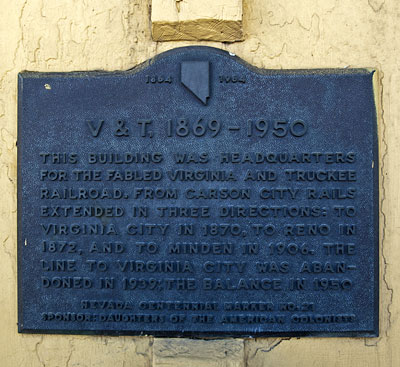 1864 1964
V & T, 1869 - 1950
THIS BUILDING WAS HEADQUARTERS
FOR THE FABLED VIRGINIA AND TRUCKEE
RAILROAD. FROM CARSON CITY RAILS
EXTENDED IN THREE DIRECTIONS: TO
VIRGINIA CITY IN 1870, TO RENO IN
1872, AND TO MINDEN IN 1906. THE
LINE TO VIRGINIA CITY WAS ABAN-
DONED IN 1939; THE BALANCE IN 1950
NEVADA CENTENNIAL MARKER NO.
SPONSOR: DAUGHTERS OF THE AMERICAN COLONISTS